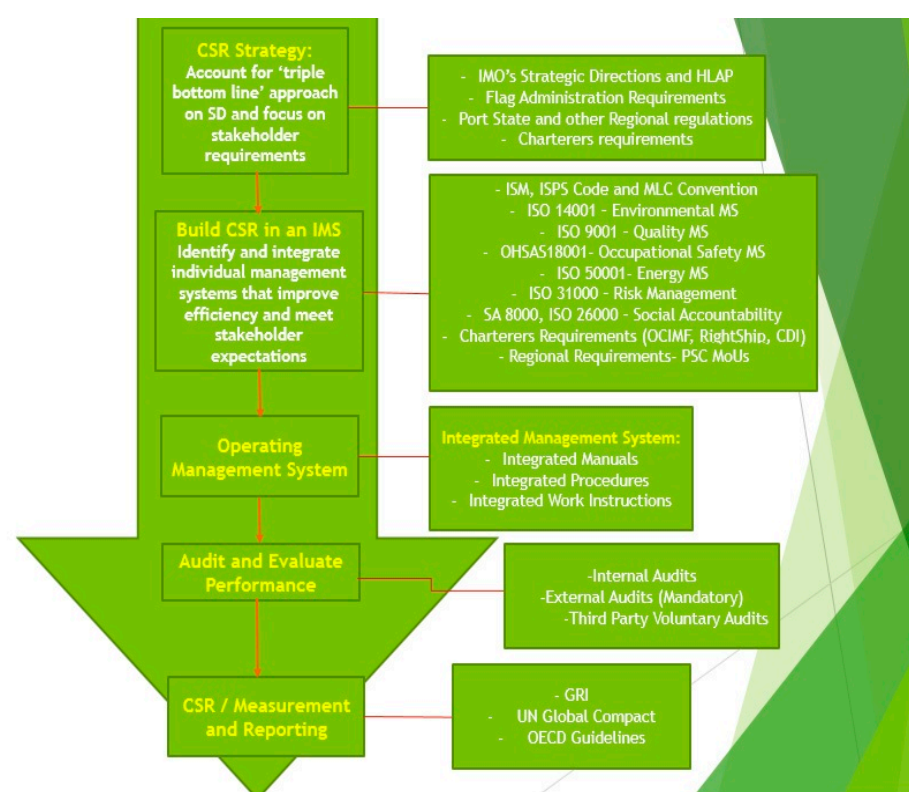 CSR Strategy:
Account for ‘triple
bottom line’ approach
on SD and focus on
stakeholder
requirements
- IMO’s Strategic Directions and HLAP
- Flag Administration Requirements
- Port State and other Regional regulations
- Charterers requirements
Build CSR in an IMS
Identify and integrate
individual management
systems that improve
efficiency and meet
stakeholder
expectations
- ISM, ISPS Code and MLC Convention
- ISO 14001 – Environmental MS
- ISO 9001 – Quality MS
- OHSAS18001- Occupational Safety MS
- ISO 50001- Energy MS
- ISO 31000 – Risk Management
- SA 8000, ISO 26000 – Social Accountability
- Charterers Requirements (OCIMF, RightShip, CDI)
- Regional Requirements- PSC MoUs
Operating
Management System
Integrated Management System:
- Integrated Manuals
- Integrated Procedures
- Integrated Work Instructions
Audit and Evaluate
Performance
-Internal Audits
-External Audits (Mandatory)
-Third Party Voluntary Audits
CSR / Measurement
and Reporting
- GRI
- UN Global Compact
- OECD Guidelines